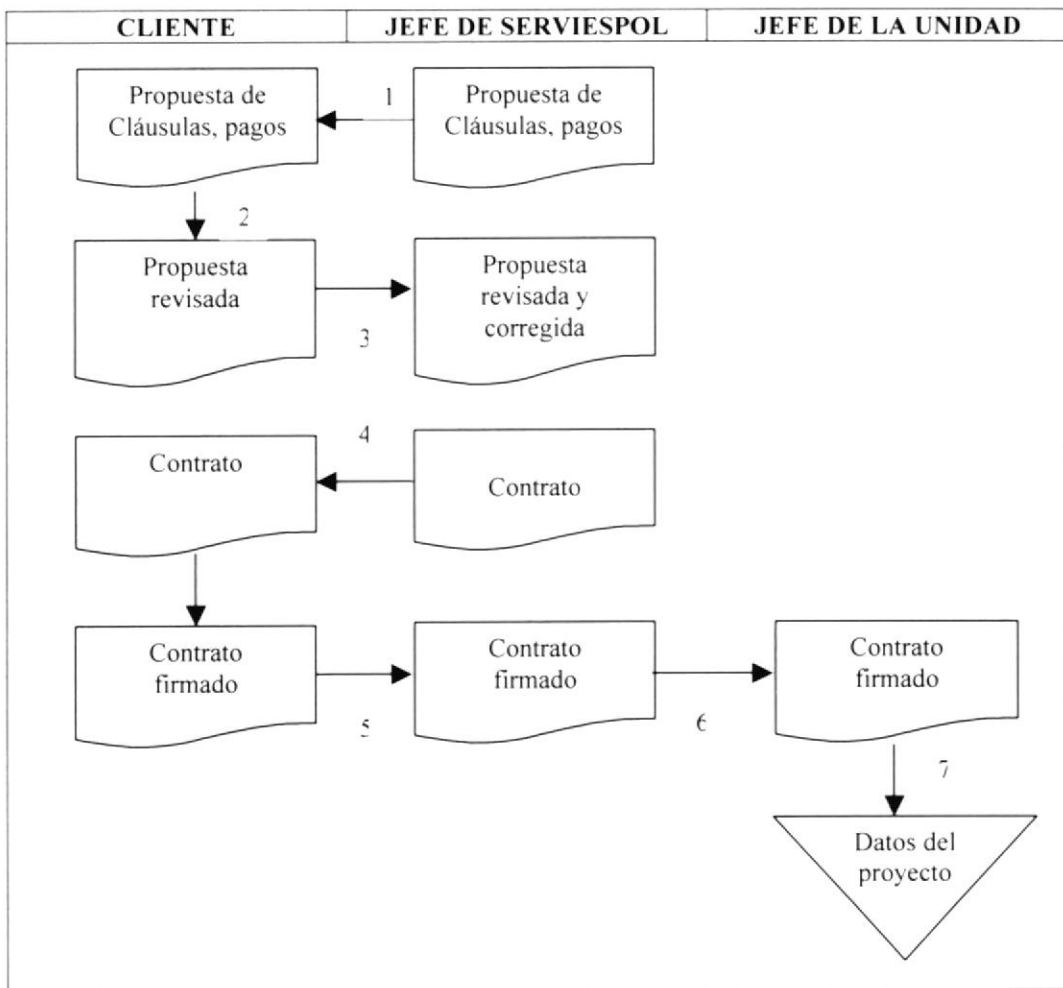 CLIENTE
JEFE DE SERVIESPOL
JEFE DE LA UNIDAD
Propuesta de
Cláusulas, pagos
1
Propuesta de
Cláusulas, pagos
2
Propuesta
revisada
3
Propuesta
revisada y
corregida
4
Contrato
Contrato
Contrato
firmado
5
Contrato
firmado
6
Contrato
firmado
7
Datos del
proyecto